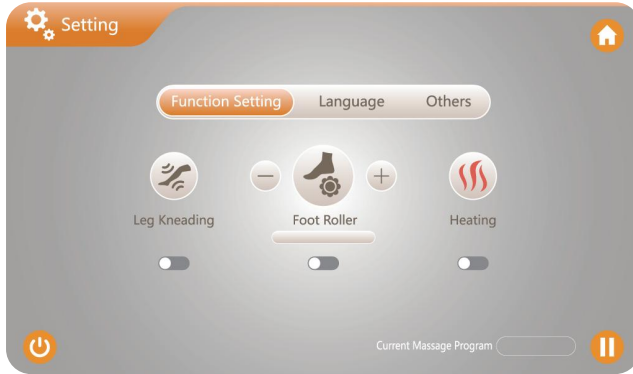 Setting
Function Setting
Language
Others
Leg Kneading
Foot Roller
Heating
Current Massage Program